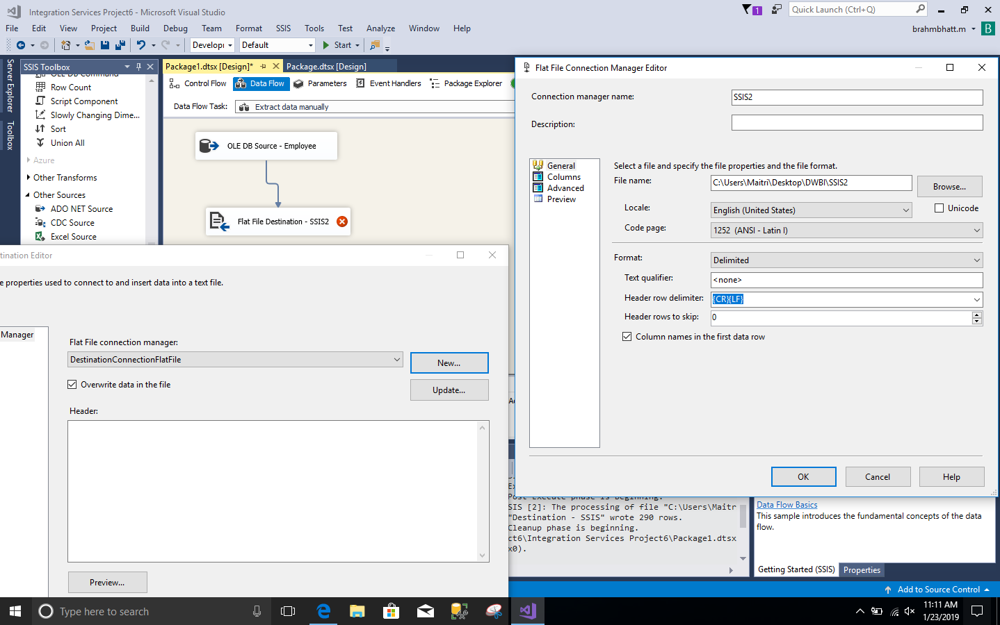 Integration Services Project6 - Microsoft Visual Studio
1
Quick Launch (Ctrl+Q)
File Edit View Project Build Debug Team Format SSIS Tools Test Analyze Window Help
brahmbhatt.m
B
Default
Start
Server Explorer
Toolbox
SSIS Toolbox
OLE DB Command
Row Count
Script Component
Slowly Changing Dime...
Sort
Union All
Azure
Other Transforms
Other Sources
ADO NET Source
CDC Source
Excel Source
Package1.dtsx [Design]*
Package.dtsx [Design]
Control Flow
Data Flow
Parameters
Event Handlers
Package Explorer
Data Flow Task:
Extract data manually
OLE DB Source - Employee
Flat File Destination - SSIS2
tination Editor
e properties used to connect to and insert data into a text file.
Manager
Flat File connection manager:
DestinationConnectionFlatFile
New...
Overwrite data in the file
Update...
Header:
Preview...
Flat File Connection Manager Editor
Connection manager name:
SSIS2
Description:
General
Columns
Advanced
Preview
Select a file and specify the file properties and the file format.
File name:
C:\Users\Maitri\Desktop\DWBI\SSIS2
Browse...
Locale:
English (United States)
Unicode
Code page:
1252 (ANSI - Latin I)
Format:
Delimited
Text qualifier:
<none>
Header row delimiter:
{CR}{LF}
Header rows to skip:
0
Column names in the first data row
OK
Cancel
Help
Post Execute phase is beginning.
SIS [2]: The processing of file "C:\Users\Maitr
"Destination - SSIS" wrote 290 rows.
Cleanup phase is beginning.
ct6\Integration Services Project6\Package1.dtsx
x0).
Data Flow Basics
This sample introduces the fundamental concepts of the data
flow.
Getting Started (SSIS)
Properties
Add to Source Control
Type here to search
11:11 AM
1/23/2019